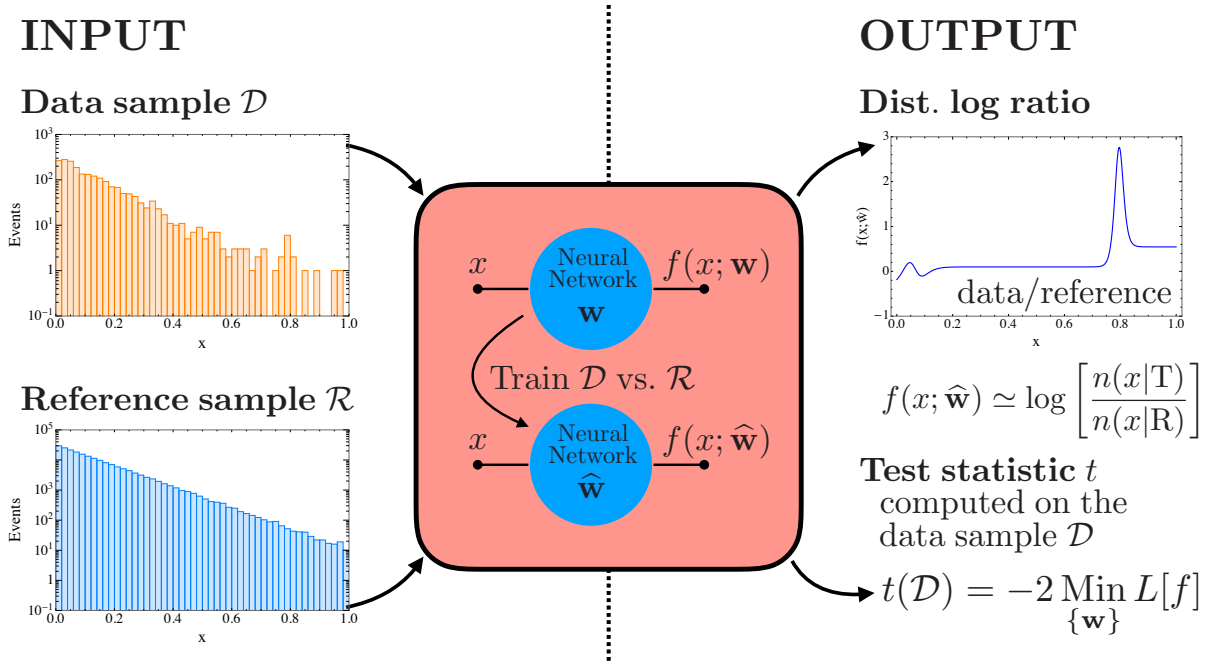 INPUT
Data sample 𝒟
10³
10²
10¹
1
10⁻¹
Events
0.0 0.2 0.4 0.6 0.8 1.0
x
Reference sample ℛ
10⁵
10⁴
10³
10²
10¹
1
10⁻¹
Events
0.0 0.2 0.4 0.6 0.8 1.0
x
x
Neural
Network
w
f(x; w)
Train 𝒟 vs. ℛ
x
Neural
Network
ŵ
f(x; ŵ)
OUTPUT
Dist. log ratio
3
2
1
0
−1
f(x;ŵ)
data/reference
0.0 0.2 0.4 0.6 0.8 1.0
x
f(x; ŵ) ≃ log [n(x|T) / n(x|R)]
Test statistic t
computed on the
data sample 𝒟
t(𝒟) = −2 Min L[f]
{w}